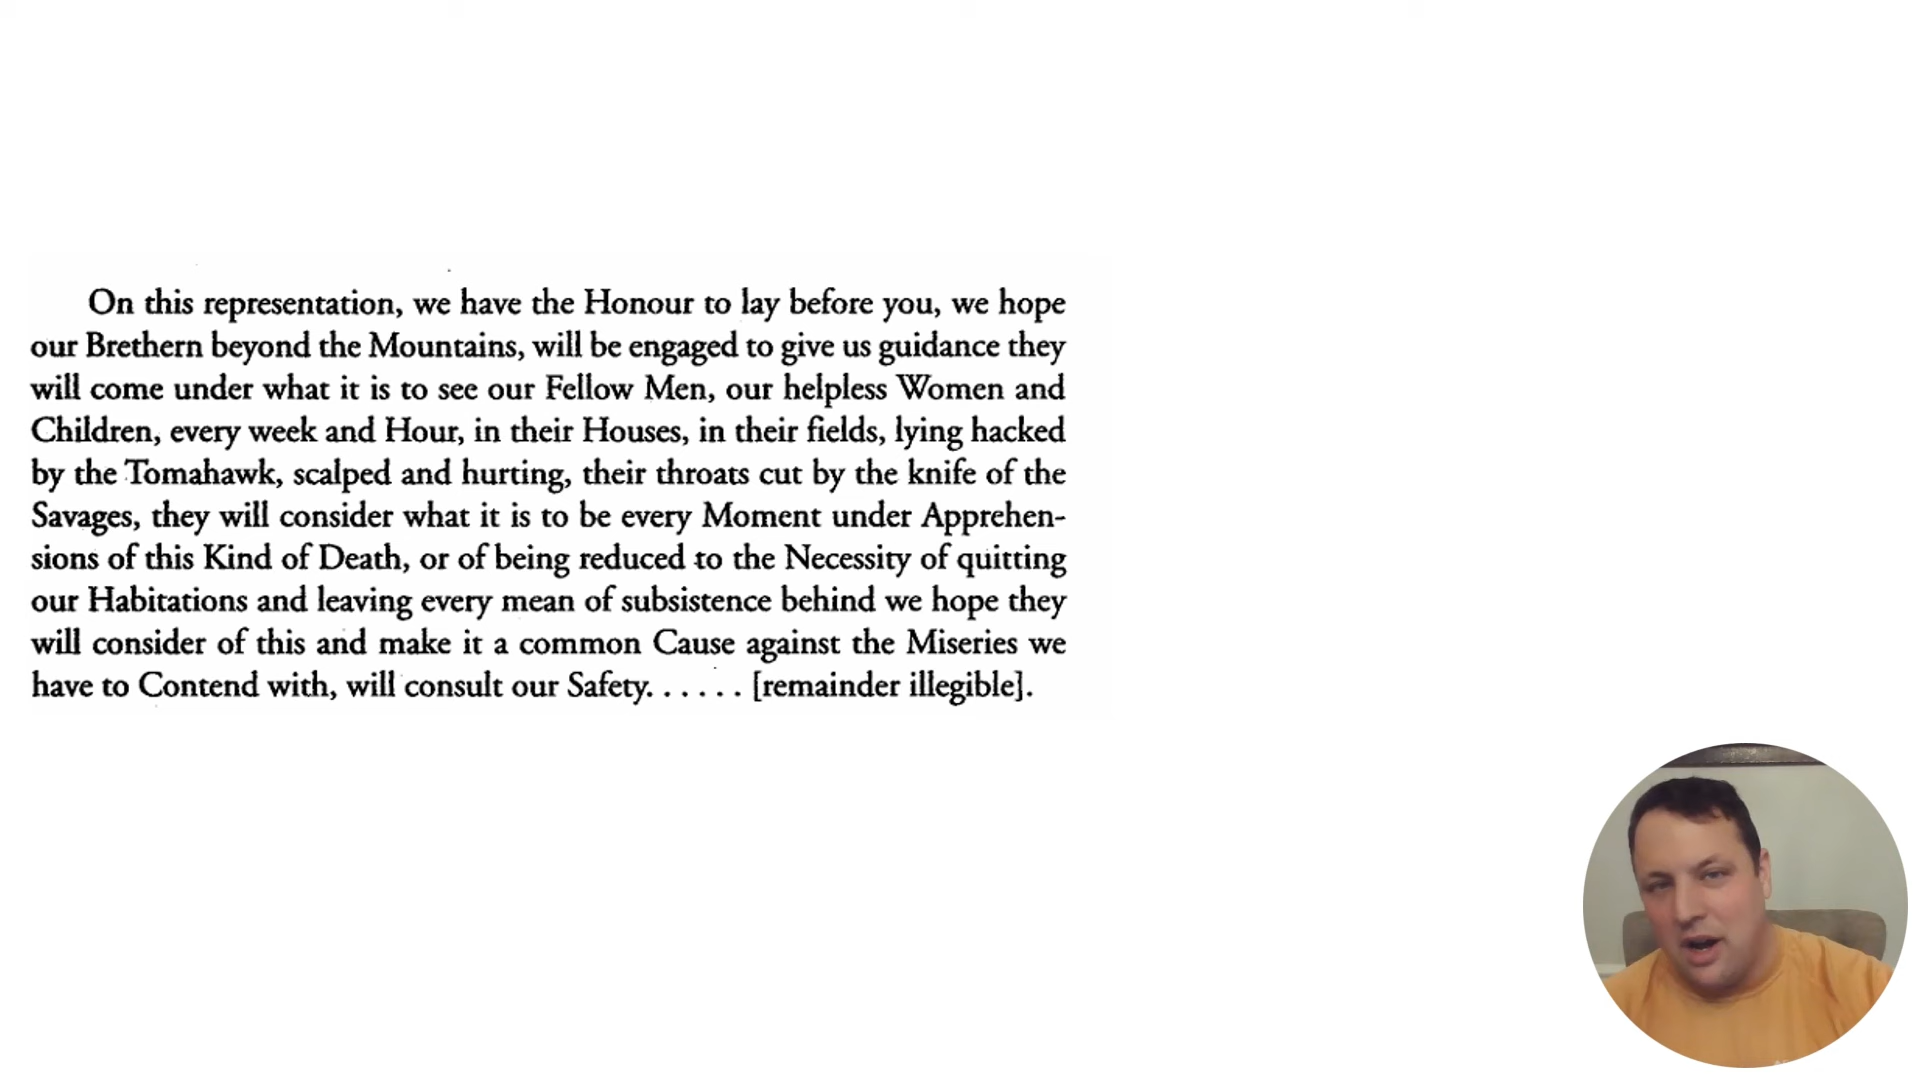 On this representation, we have the Honour to lay before you, we hope
our Brethern beyond the Mountains, will be engaged to give us guidance they
will come under what it is to see our Fellow Men, our helpless Women and
Children, every week and Hour, in their Houses, in their fields, lying hacked
by the Tomahawk, scalped and hurting, their throats cut by the knife of the
Savages, they will consider what it is to be every Moment under Apprehen-
sions of this Kind of Death, or of being reduced to the Necessity of quitting
our Habitations and leaving every mean of subsistence behind we hope they
will consider of this and make it a common Cause against the Miseries we
have to Contend with, will consult our Safety. . . . . . [remainder illegible].